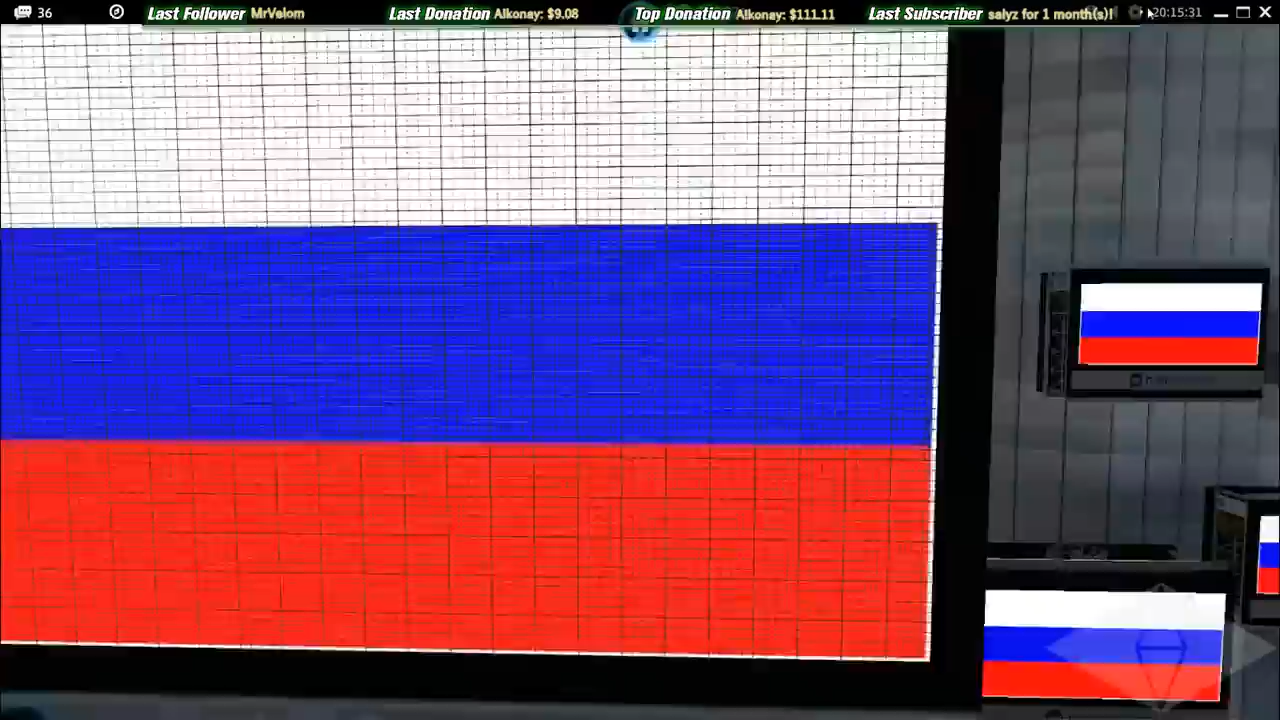 36 Last Follower MrVelom Last Donation Alkonay: $9.08 Top Donation Alkonay: $111.11 Last Subscriber salyz for 1 month(s)! 20:15:31